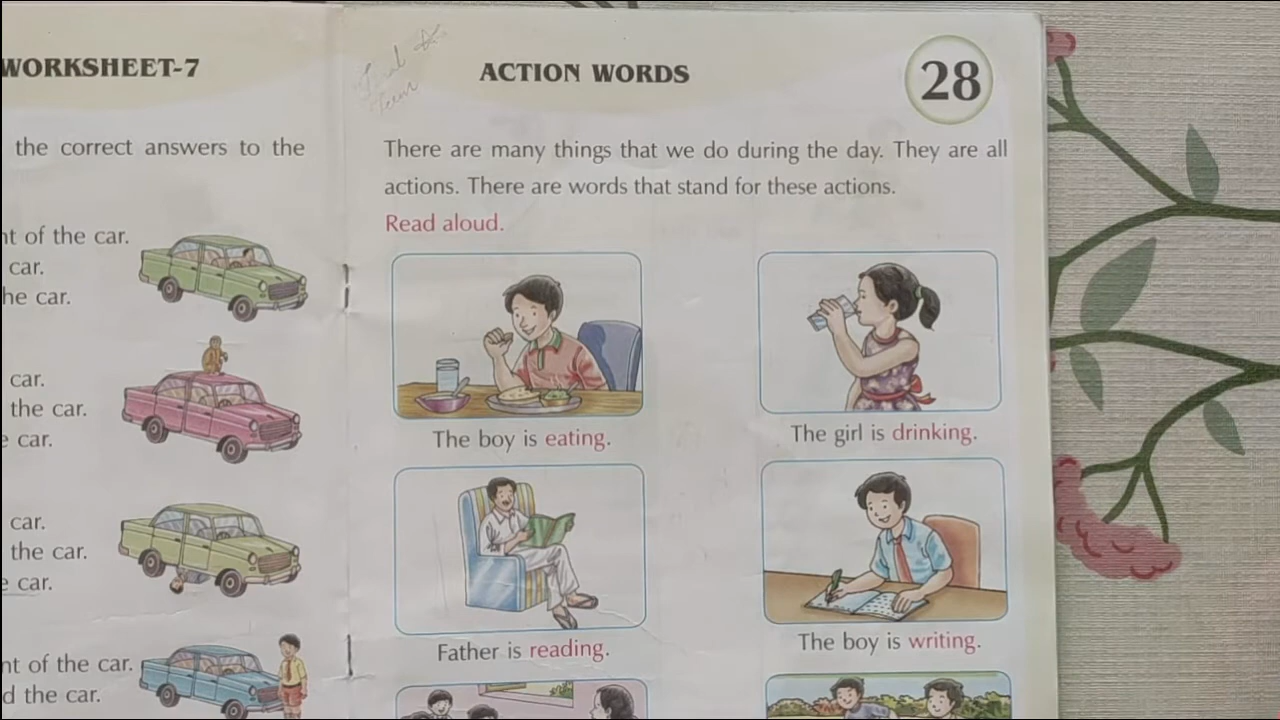 WORKSHEET-7
the correct answers to the
of the car.
car.
car.
car.
the car.
car.
car.
the car.
car.
of the car.
the car.
ACTION WORDS
28
There are many things that we do during the day. They are all
actions. There are words that stand for these actions.
Read aloud.
The boy is eating.
The girl is drinking.
Father is reading.
The boy is writing.